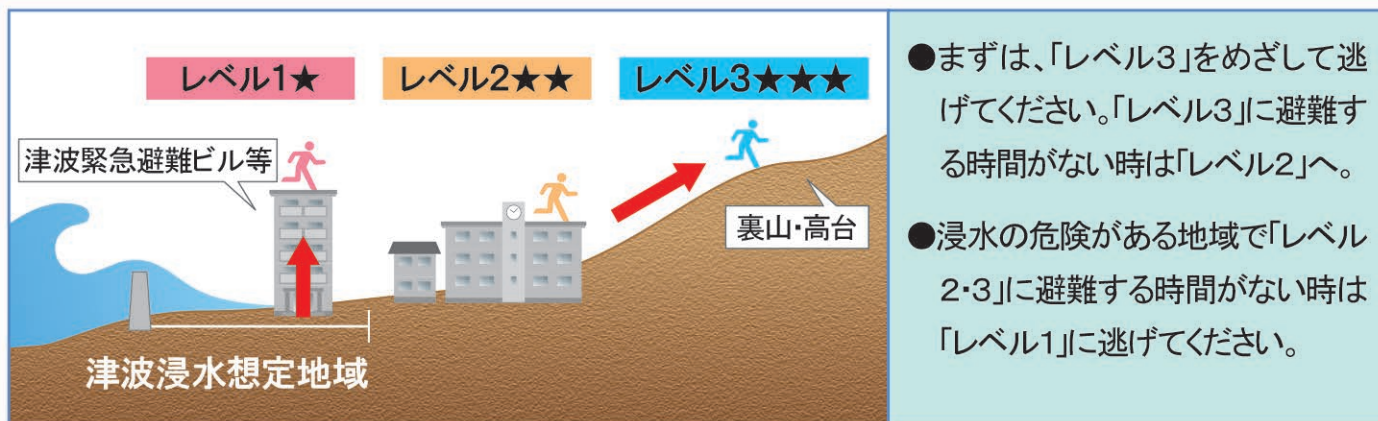 レベル1★
レベル2★★
レベル3★★★
津波緊急避難ビル等
裏山・高台
津波浸水想定地域
●まずは、「レベル3」をめざして逃
げてください。「レベル3」に避難す
る時間がない時は「レベル2」へ。
●浸水の危険がある地域で「レベル
2・3」に避難する時間がない時は
「レベル1」に逃げてください。